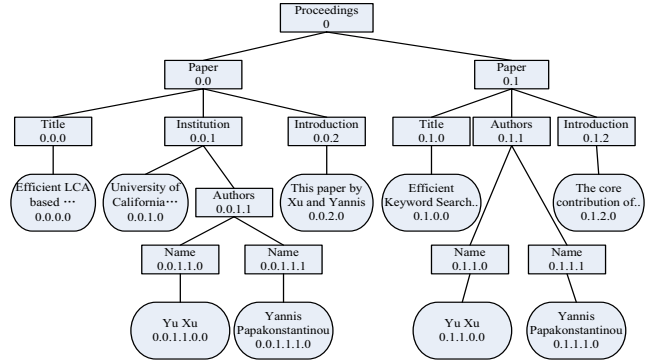 Proceedings
0
Paper
0.0
Paper
0.1
Title
0.0.0
Institution
0.0.1
Introduction
0.0.2
Title
0.1.0
Authors
0.1.1
Introduction
0.1.2
Efficient LCA
based ⋯
0.0.0.0
University of
California⋯
0.0.1.0
Authors
0.0.1.1
This paper by
Xu and Yannis
0.0.2.0
Efficient
Keyword Search..
0.1.0.0
The core
contribution of..
0.1.2.0
Name
0.0.1.1.0
Name
0.0.1.1.1
Name
0.1.1.0
Name
0.1.1.1
Yu Xu
0.0.1.1.0.0
Yannis
Papakonstantinou
0.0.1.1.1.0
Yu Xu
0.1.1.0.0
Yannis
Papakonstantinou
0.1.1.1.0